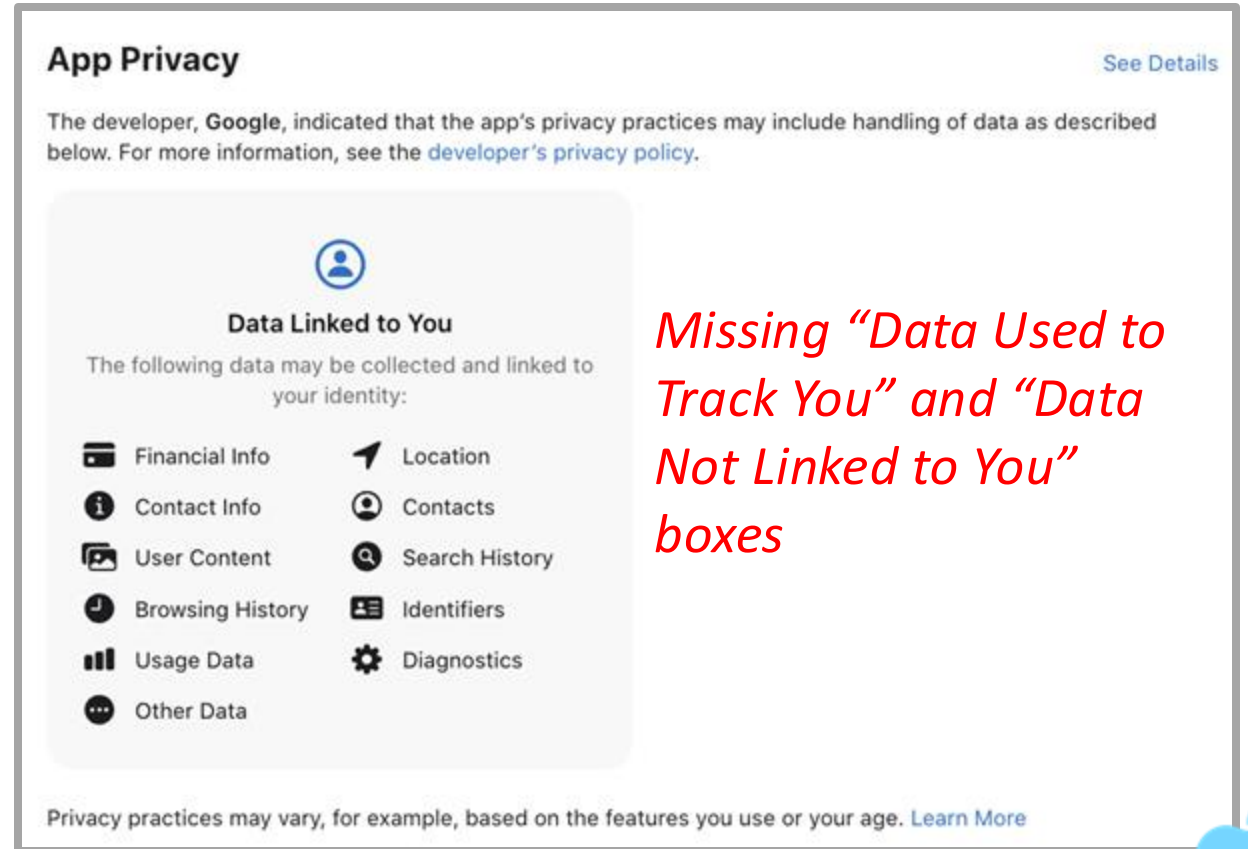 App Privacy
See Details
The developer, Google, indicated that the app's privacy practices may include handling of data as described
below. For more information, see the developer's privacy policy.
Data Linked to You
The following data may be collected and linked to
your identity:
Financial Info
Location
Contact Info
Contacts
User Content
Search History
Browsing History
Identifiers
Usage Data
Diagnostics
Other Data
Missing “Data Used to
Track You” and “Data
Not Linked to You”
boxes
Privacy practices may vary, for example, based on the features you use or your age. Learn More